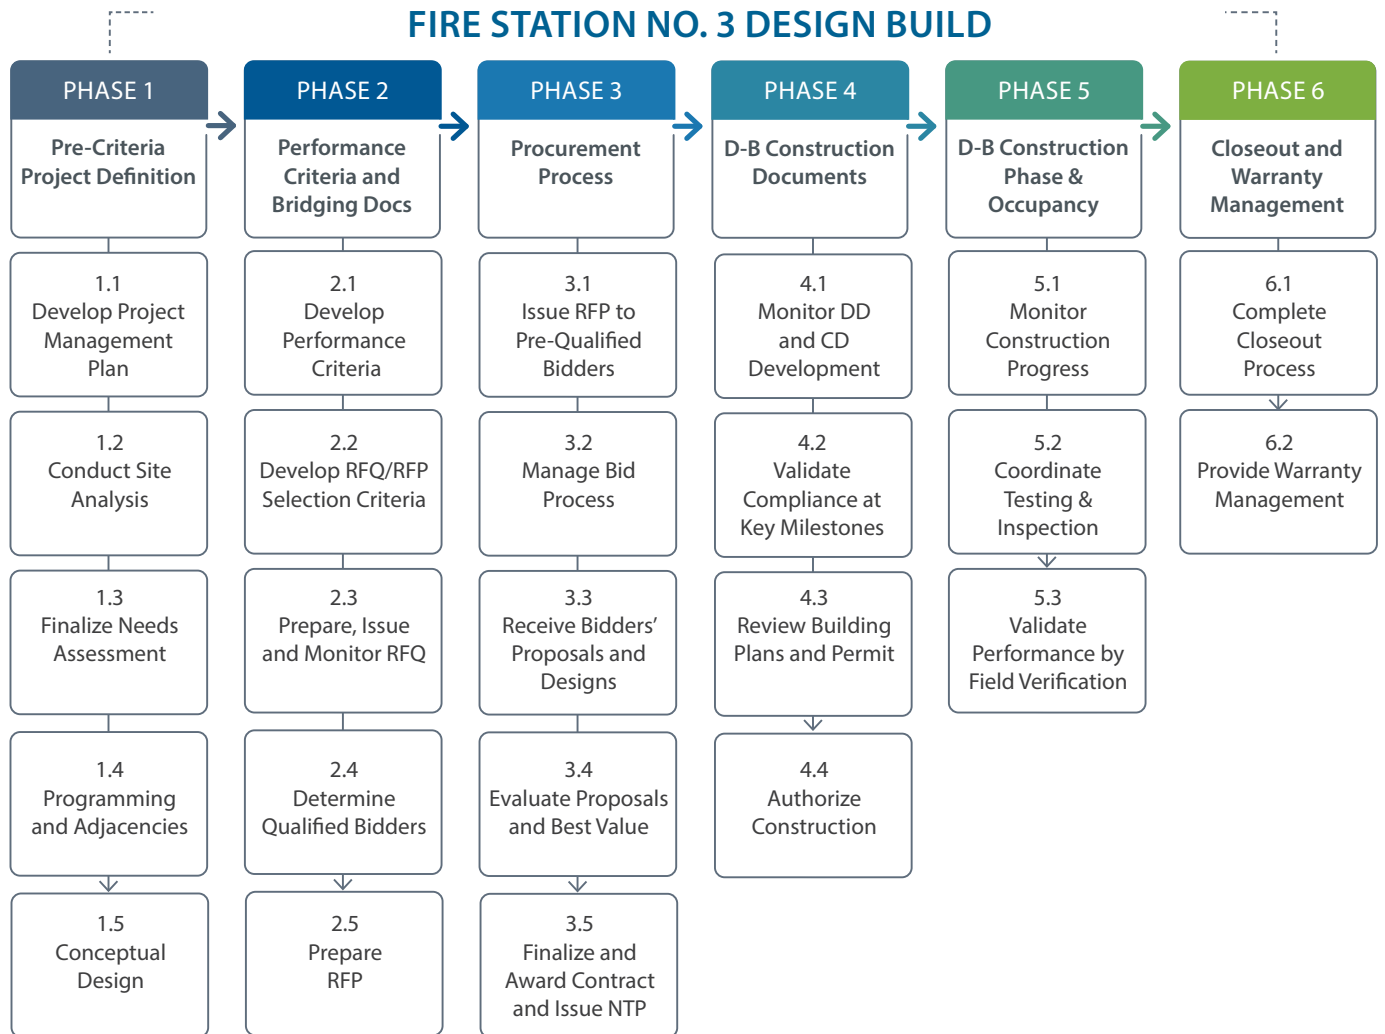 FIRE STATION NO. 3 DESIGN BUILD
PHASE 1
Pre-Criteria
Project Definition
1.1
Develop Project
Management
Plan
1.2
Conduct Site
Analysis
1.3
Finalize Needs
Assessment
1.4
Programming
and Adjacencies
1.5
Conceptual
Design
PHASE 2
Performance
Criteria and
Bridging Docs
2.1
Develop
Performance
Criteria
2.2
Develop RFQ/RFP
Selection Criteria
2.3
Prepare, Issue
and Monitor RFQ
2.4
Determine
Qualified Bidders
2.5
Prepare
RFP
PHASE 3
Procurement
Process
3.1
Issue RFP to
Pre-Qualified
Bidders
3.2
Manage Bid
Process
3.3
Receive Bidders’
Proposals and
Designs
3.4
Evaluate Proposals
and Best Value
3.5
Finalize and
Award Contract
and Issue NTP
PHASE 4
D-B Construction
Documents
4.1
Monitor DD
and CD
Development
4.2
Validate
Compliance at
Key Milestones
4.3
Review Building
Plans and Permit
4.4
Authorize
Construction
PHASE 5
D-B Construction
Phase &
Occupancy
5.1
Monitor
Construction
Progress
5.2
Coordinate
Testing &
Inspection
5.3
Validate
Performance by
Field Verification
PHASE 6
Closeout and
Warranty
Management
6.1
Complete
Closeout
Process
6.2
Provide Warranty
Management